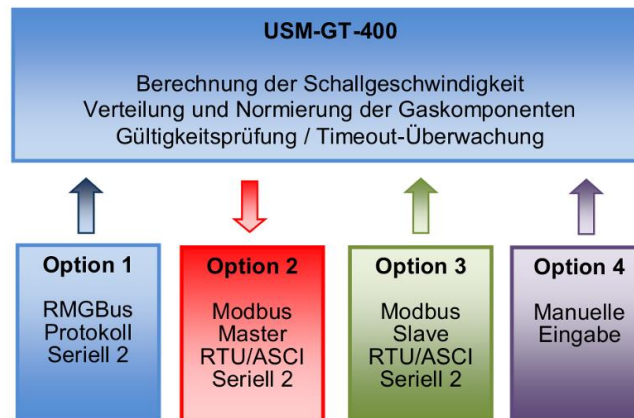 USM-GT-400
Berechnung der Schallgeschwindigkeit
Verteilung und Normierung der Gaskomponenten
Gültigkeitsprüfung / Timeout-Überwachung
Option 1
RMGBus
Protokoll
Seriell 2
Option 2
Modbus
Master
RTU/ASCI
Seriell 2
Option 3
Modbus
Slave
RTU/ASCI
Seriell 2
Option 4
Manuelle
Eingabe